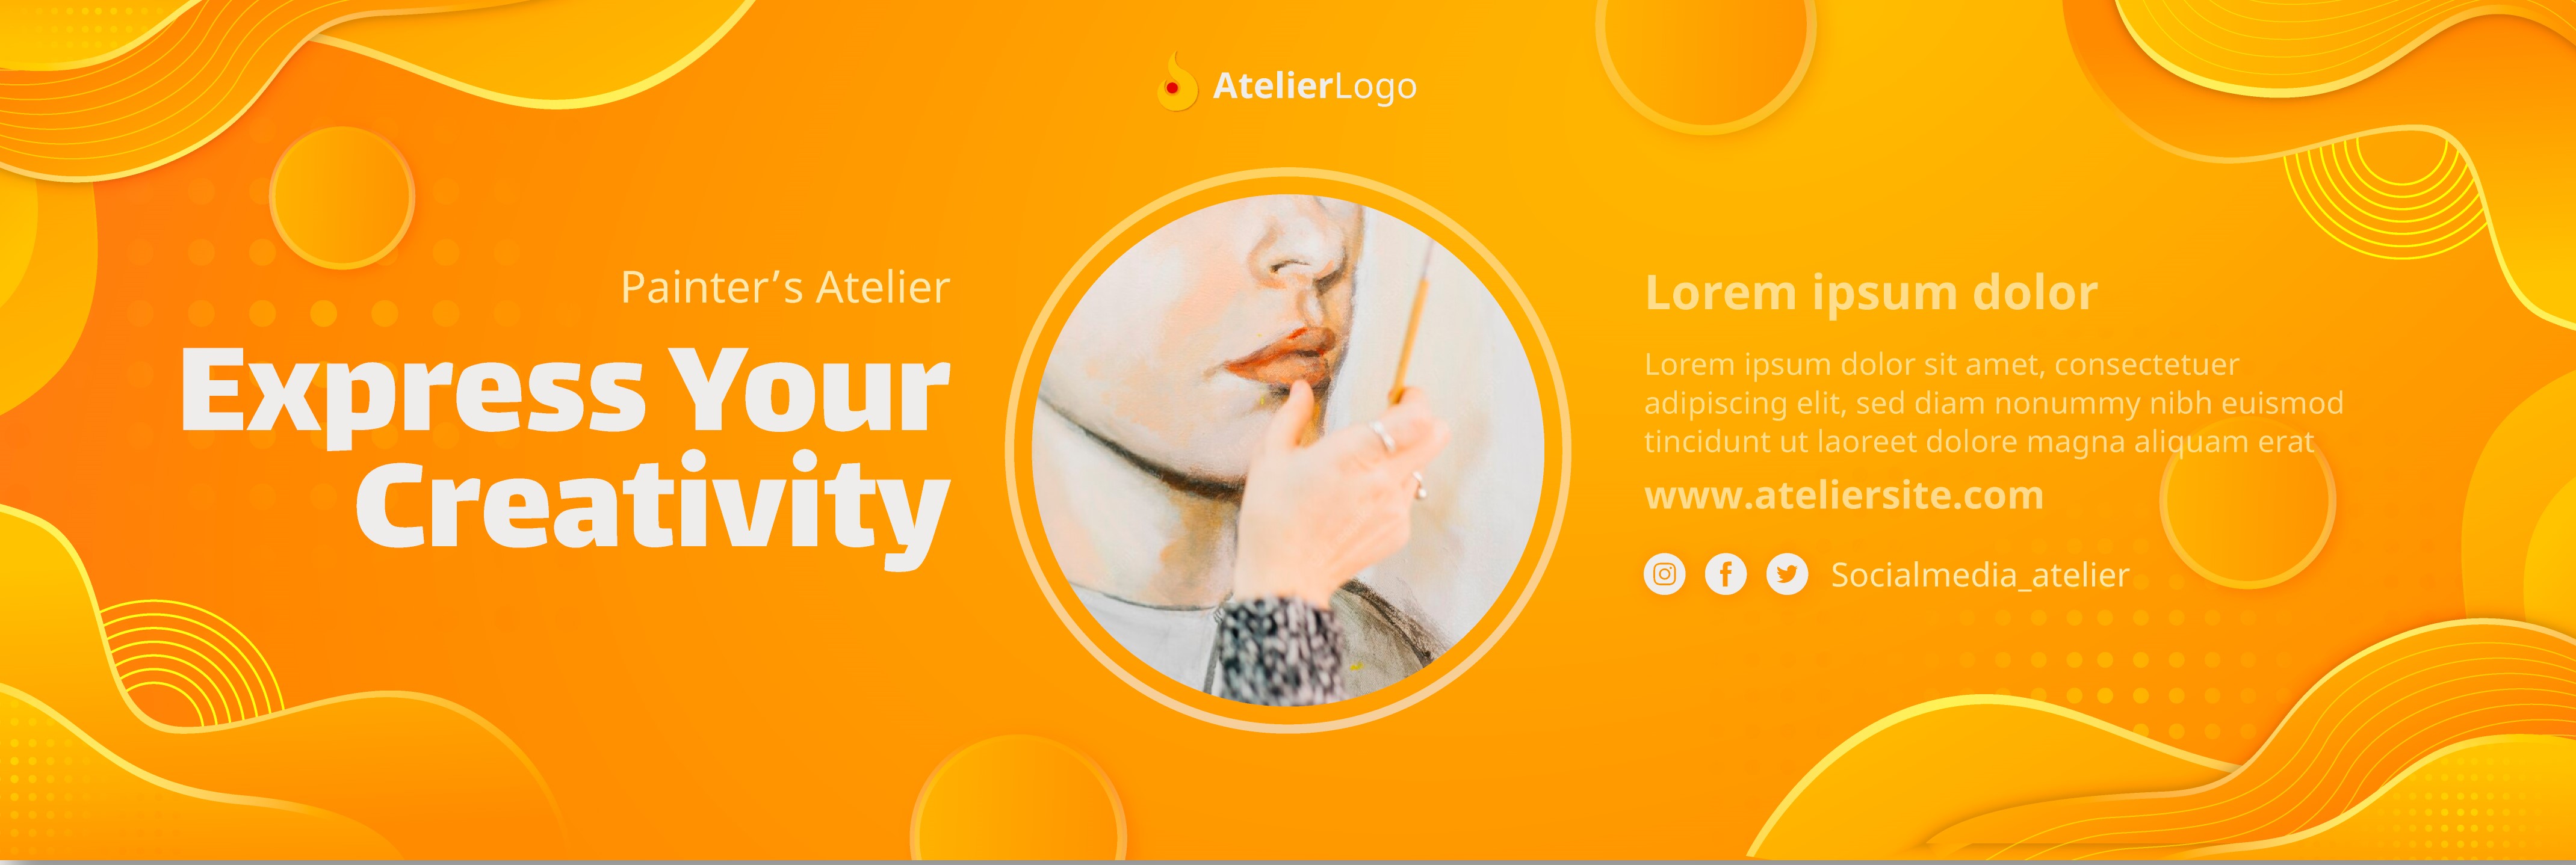 AtelierLogo
Painter’s Atelier
Express Your
Creativity
Lorem ipsum dolor
Lorem ipsum dolor sit amet, consectetuer
adipiscing elit, sed diam nonummy nibh euismod
tincidunt ut laoreet dolore magna aliquam erat
www.ateliersite.com
Socialmedia_atelier